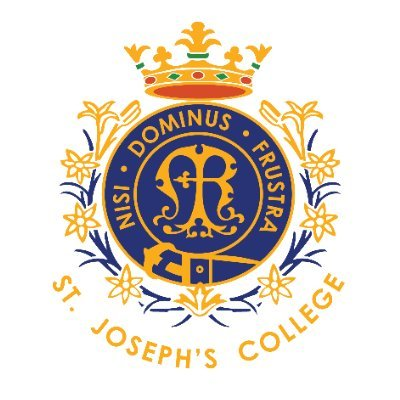 NISI · DOMINUS · FRUSTRA
ST. JOSEPH'S COLLEGE